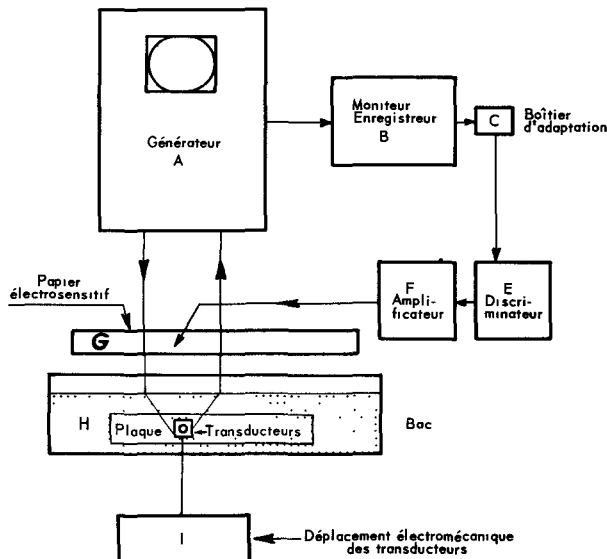 Générateur
A
Moniteur
Enregistreur
B
C
Boîtier
d'adaptation
Papier
électrosensitif
F
Ampli-
ficateur
E
Discri-
minateur
G
H
Plaque
Transducteurs
Bac
I
Déplacement électromécanique
des transducteurs